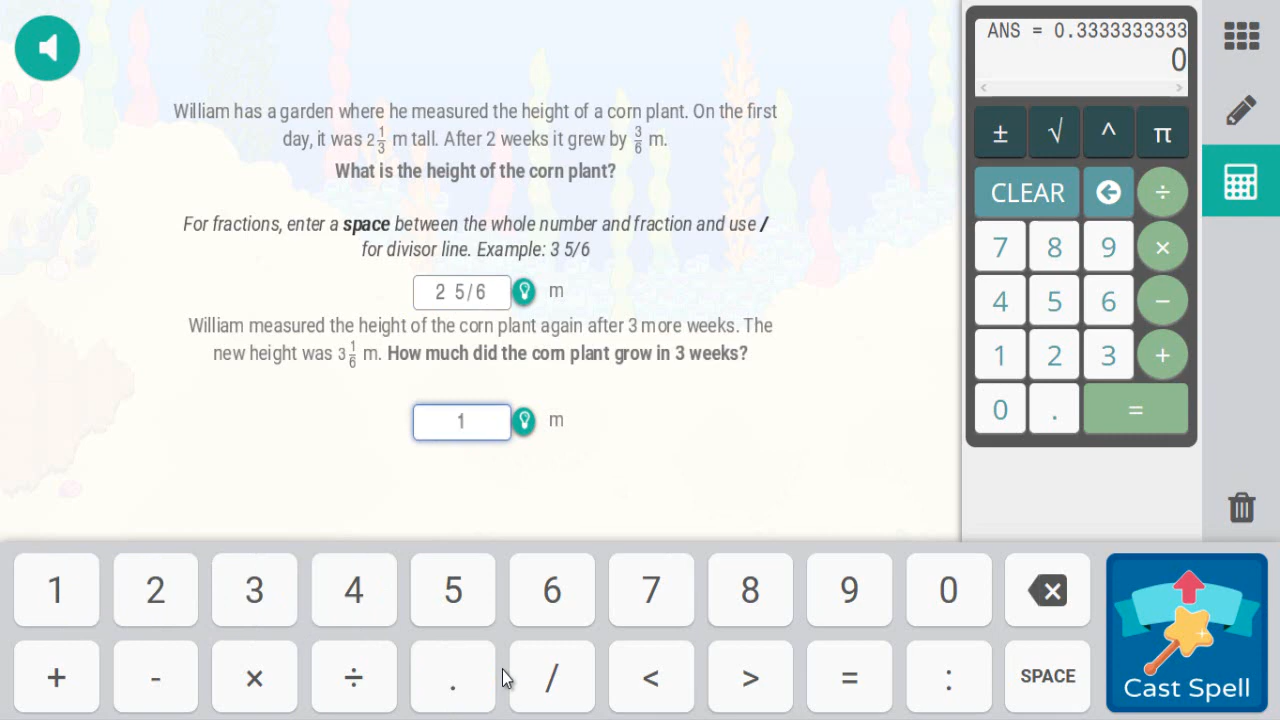 William has a garden where he measured the height of a corn plant. On the first
day, it was 2 1/3 m tall. After 2 weeks it grew by 3/6 m.
What is the height of the corn plant?
For fractions, enter a space between the whole number and fraction and use /
for divisor line. Example: 3 5/6
2 5/6 m
William measured the height of the corn plant again after 3 more weeks. The
new height was 3 1/6 m. How much did the corn plant grow in 3 weeks?
1 m
ANS = 0.3333333333
0
± √ ^ π
CLEAR ÷
7 8 9 ×
4 5 6 −
1 2 3 +
0 . =
1 2 3 4 5 6 7 8 9 0
+ - × ÷ . / < > = : SPACE
Cast Spell